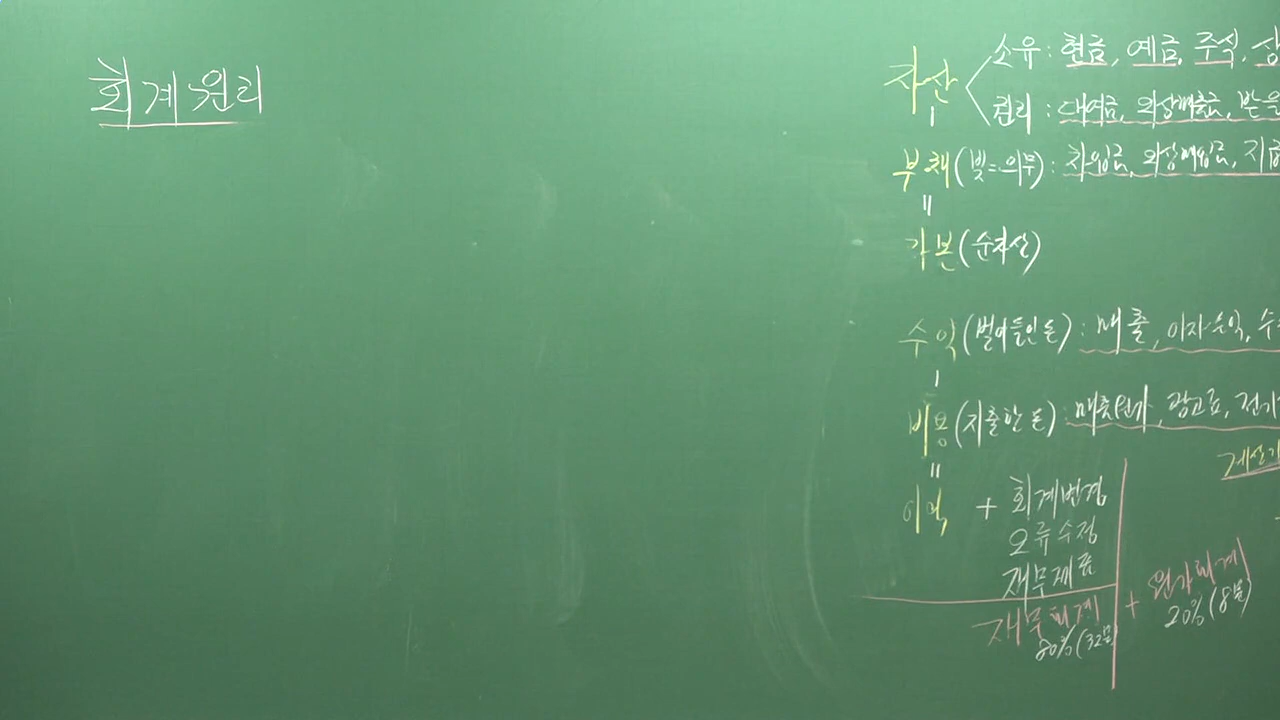 회계원리
자산
소유 : 현금, 예금, 주식, 상
권리 : 대여금, 외상매출금, 받을
-
부채 (빚=의무) : 차입금, 외상매입금, 지급
=
자본 (순자산)
수익 (벌어들인 돈) : 매출, 이자수익, 수
-
비용 (지출한 돈) : 매출원가, 광고료, 전기
=
이익 + 회계변경
오류수정
재무제표
재무회계 + 원가회계
80% (32문 20% (8문)